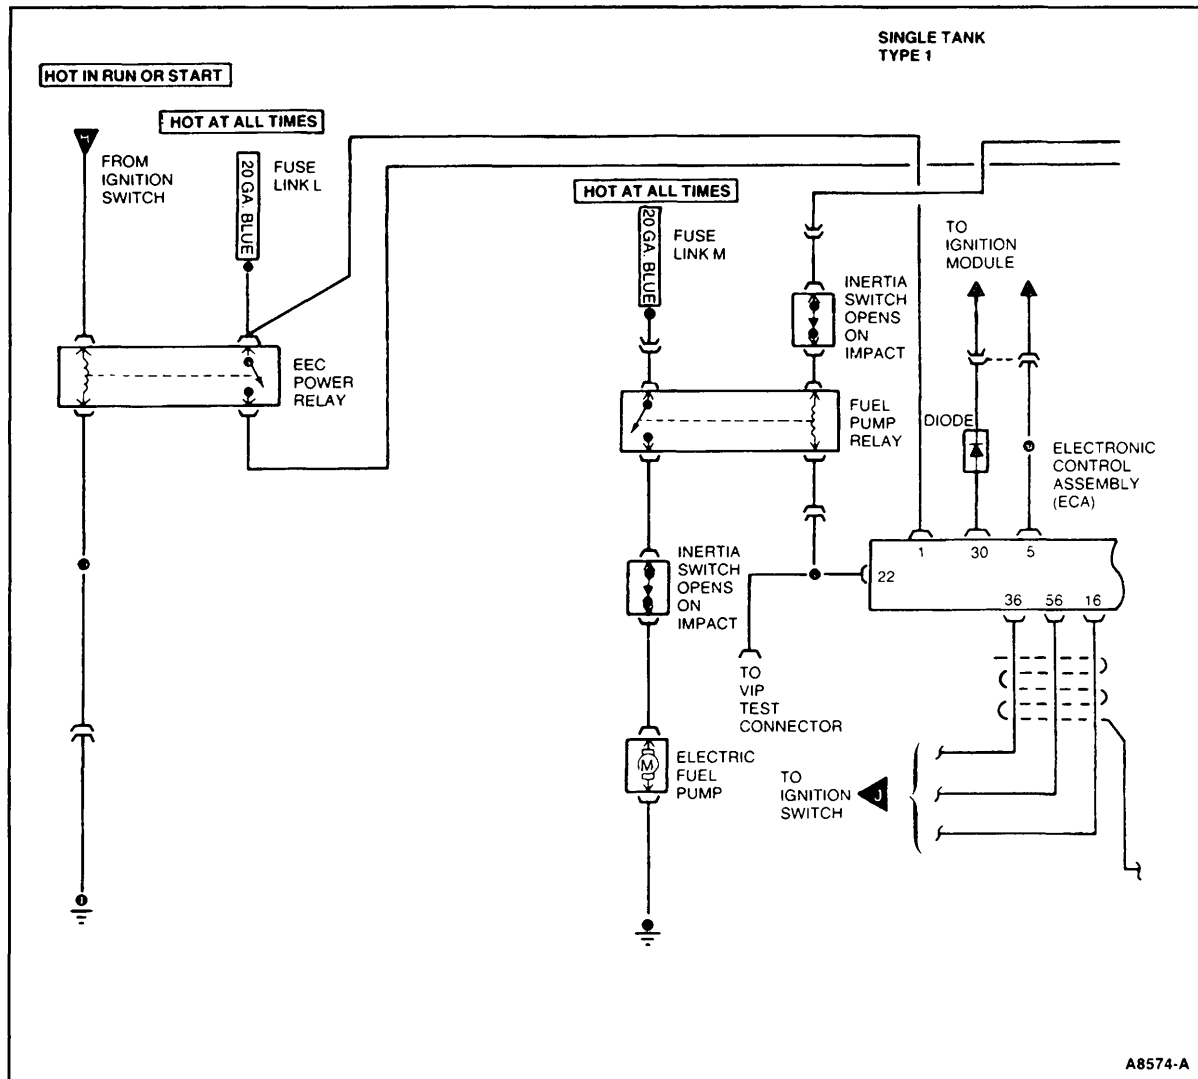 SINGLE TANK
TYPE 1
HOT IN RUN OR START
HOT AT ALL TIMES
FROM
IGNITION
SWITCH
20 GA. BLUE
FUSE
LINK L
HOT AT ALL TIMES
20 GA. BLUE
FUSE
LINK M
TO
IGNITION
MODULE
INERTIA
SWITCH
OPENS
ON
IMPACT
EEC
POWER
RELAY
FUEL
PUMP
RELAY
DIODE
ELECTRONIC
CONTROL
ASSEMBLY
(ECA)
1 30 5
22
36 56 16
INERTIA
SWITCH
OPENS
ON
IMPACT
TO
VIP
TEST
CONNECTOR
M
ELECTRIC
FUEL
PUMP
TO
IGNITION
SWITCH
J
A8574-A